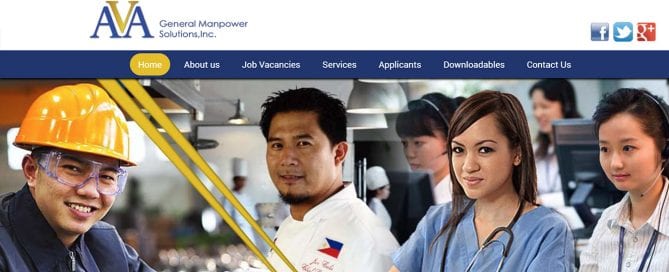 AVA
General Manpower
Solutions,Inc.
Home
About us
Job Vacancies
Services
Applicants
Downloadables
Contact Us